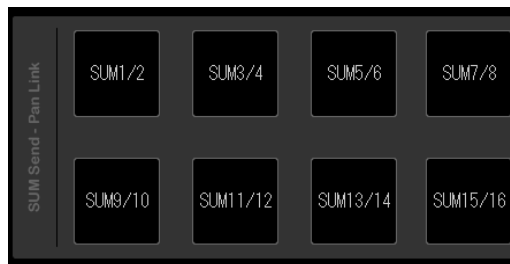 SUM Send - Pan Link
SUM1/2
SUM3/4
SUM5/6
SUM7/8
SUM9/10
SUM11/12
SUM13/14
SUM15/16